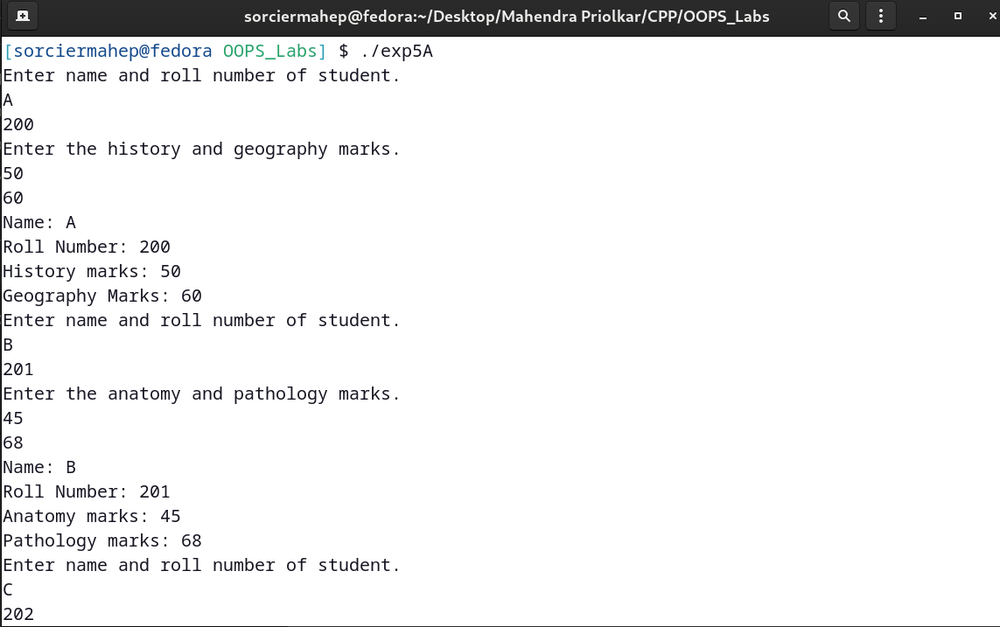 sorciermahep@fedora:~/Desktop/Mahendra Priolkar/CPP/OOPS_Labs
[sorciermahep@fedora OOPS_Labs] $ ./exp5A
Enter name and roll number of student.
A
200
Enter the history and geography marks.
50
60
Name: A
Roll Number: 200
History marks: 50
Geography Marks: 60
Enter name and roll number of student.
B
201
Enter the anatomy and pathology marks.
45
68
Name: B
Roll Number: 201
Anatomy marks: 45
Pathology marks: 68
Enter name and roll number of student.
C
202